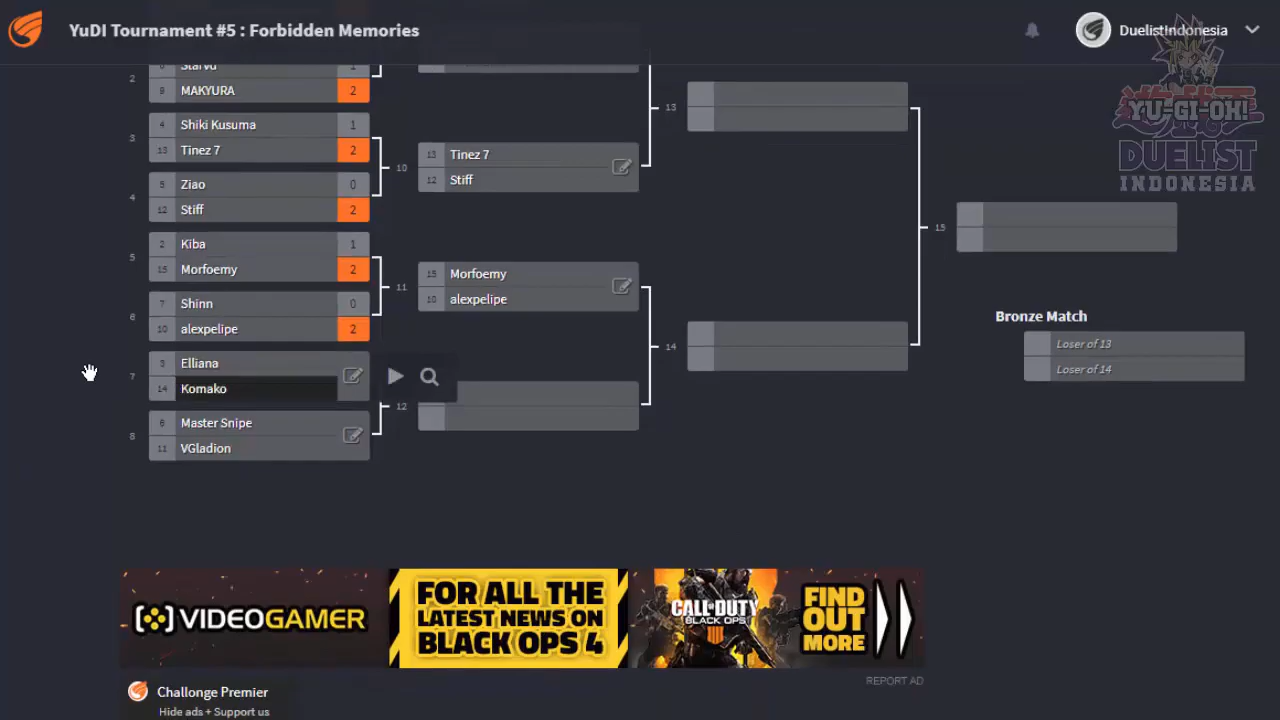 YuDI Tournament #5 : Forbidden Memories
DuelistIndonesia
YU-GI-OH!
DUELIST
INDONESIA
2
8 Starvu 1
9 MAKYURA 2
3
4 Shiki Kusuma 1
13 Tinez 7 2
4
5 Ziao 0
12 Stiff 2
5
2 Kiba 1
15 Morfoemy 2
6
7 Shinn 0
10 alexpelipe 2
7
3 Elliana
14 Komako
8
6 Master Snipe
11 VGladion
10
13 Tinez 7
12 Stiff
11
15 Morfoemy
10 alexpelipe
12
13
14
15
Bronze Match
Loser of 13
Loser of 14
[VIDEOGAMER
FOR ALL THE
LATEST NEWS ON
BLACK OPS 4
CALL OF DUTY
BLACK OPS IIII
FIND
OUT
MORE
REPORT AD
Challonge Premier
Hide ads + Support us